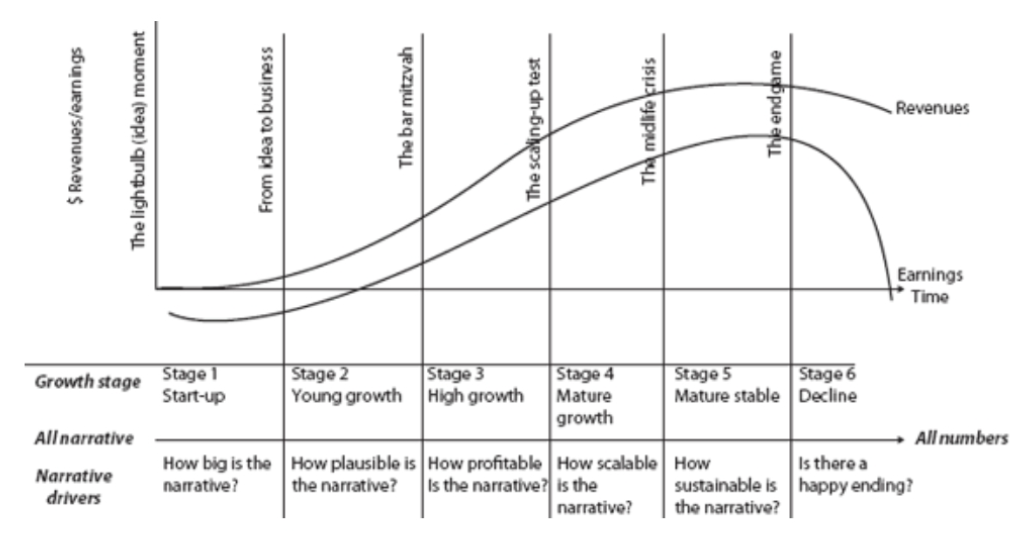 $ Revenues/earnings
The lightbulb (idea) moment
From idea to business
The bar mitzvah
The scaling-up test
The midlife crisis
The endgame
Revenues
Earnings
Time
Growth stage
Stage 1
Start-up
Stage 2
Young growth
Stage 3
High growth
Stage 4
Mature
growth
Stage 5
Mature stable
Stage 6
Decline
All narrative
All numbers
Narrative
drivers
How big is the
narrative?
How plausible is
the narrative?
How profitable
Is the narrative?
How scalable
is the
narrative?
How
sustainable is
the narrative?
Is there a
happy ending?